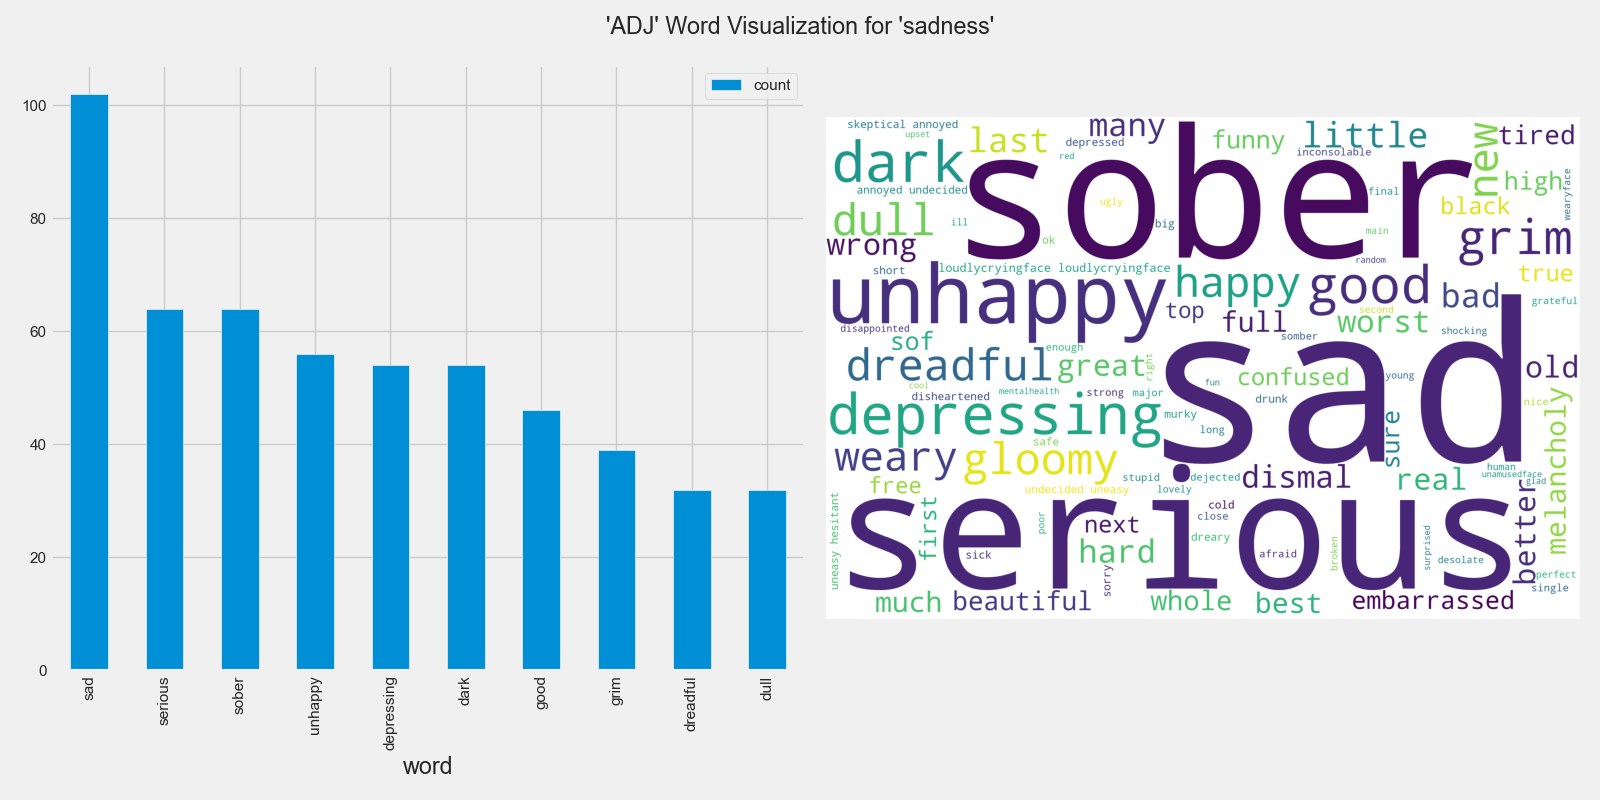 'ADJ' Word Visualization for 'sadness'
count
100
80
60
40
20
0
sad
serious
sober
unhappy
depressing
dark
good
grim
dreadful
dull
word
skeptical annoyed
upset
last
many
depressed
red
funny
little
inconsolable
new
tired
dark
sober
annoyed undecided
ugly
final
high
wearyface
black
dull
ill
ok
big
main
grim
wrong
short
loudlycryingface loudlycryingface
random
true
unhappy
happy
good
bad
grateful
top
second
disappointed
full
worst
shocking
sof
enough
somber
dreadful
great
right
sad
old
cool
fun
confused
young
disheartened
mentalhealth
strong
major
drunk
nice
depressing
murky
long
sure
melancholy
safe
weary
gloomy
stupid
dejected
dismal
real
human
unamusedface
glad
free
undecided uneasy
lovely
better
uneasy hesitant
first
serious
poor
next
cold
close
sick
hard
dreary
afraid
broken
surprised
desolate
sorry
perfect
single
much
beautiful
whole
best
embarrassed